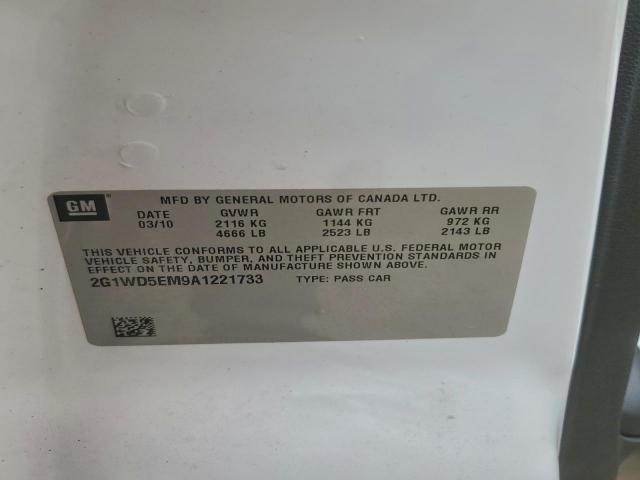 GM
MFD BY GENERAL MOTORS OF CANADA LTD.
DATE GVWR GAWR FRT GAWR RR
03/10 2116 KG 1144 KG 972 KG
4666 LB 2523 LB 2143 LB
THIS VEHICLE CONFORMS TO ALL APPLICABLE U.S. FEDERAL MOTOR
VEHICLE SAFETY, BUMPER, AND THEFT PREVENTION STANDARDS IN
EFFECT ON THE DATE OF MANUFACTURE SHOWN ABOVE.
2G1WD5EM9A1221733 TYPE: PASS CAR